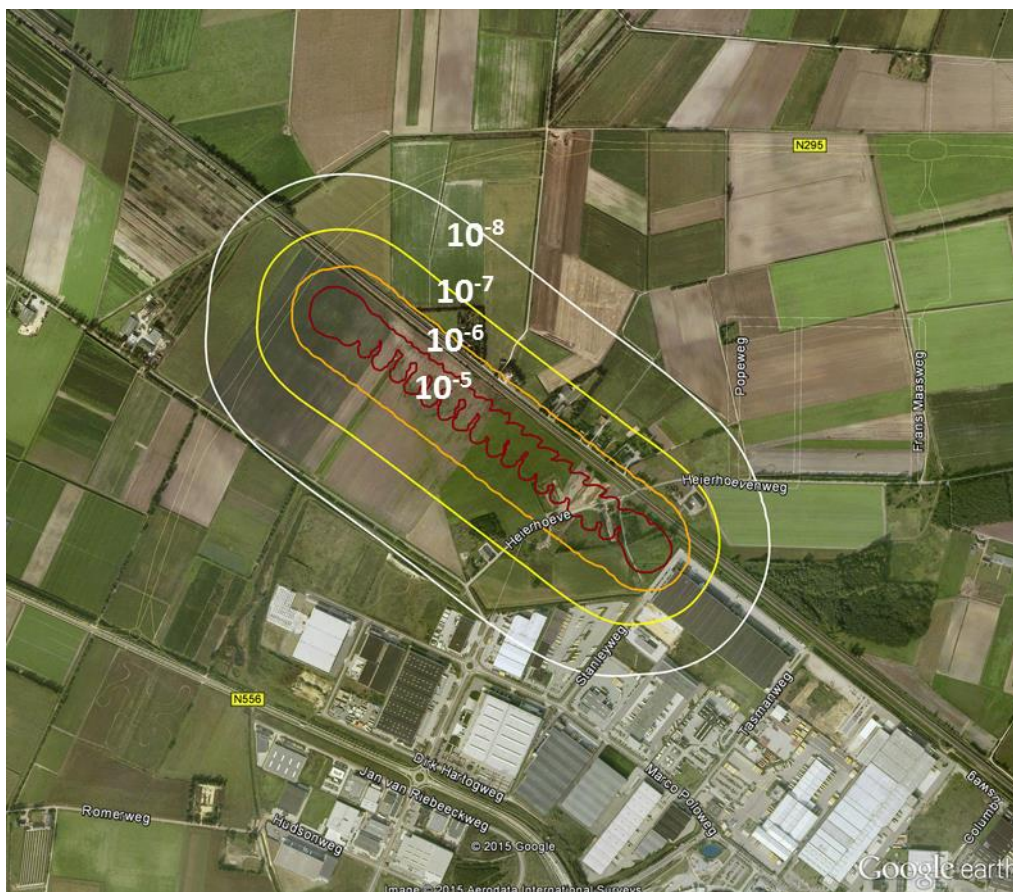 N295
10-8
10-7
10-6
10-5
Popeweg
Frans Maasweg
Heierhoevenweg
Heierhoeve
Stanleyweg
N556
Tasmanweg
Dirk Hartogweg
Jan van Riebeeckweg
Marco Poloweg
Columbusweg
Romerweg
Hudsonweg
© 2015 Google
Google earth
Image © 2015 Aerodata International Surveys